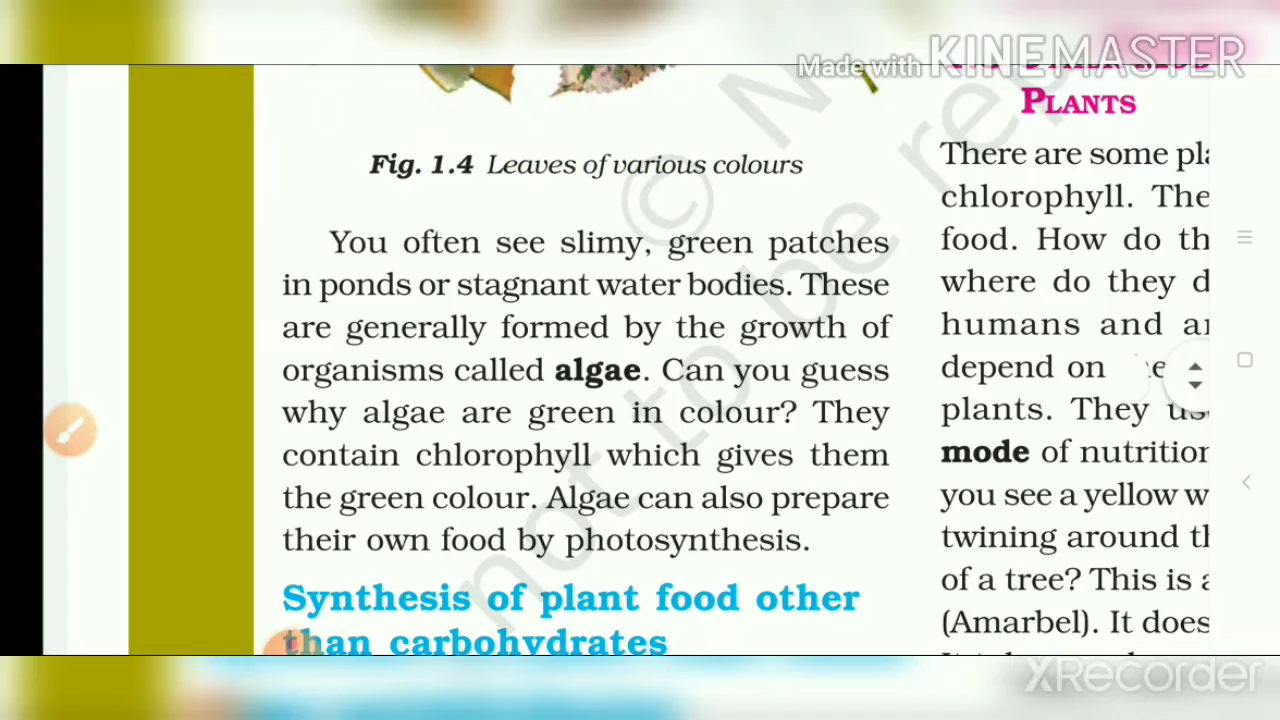 Made with KINEMASTER
PLANTS
Fig. 1.4 Leaves of various colours
You often see slimy, green patches
in ponds or stagnant water bodies. These
are generally formed by the growth of
organisms called algae. Can you guess
why algae are green in colour? They
contain chlorophyll which gives them
the green colour. Algae can also prepare
their own food by photosynthesis.
Synthesis of plant food other
than carbohydrates
There are some
chlorophyll.
food. How do
where do they
humans and
depend on
plants. They
mode of nutrition
you see a yellow
twining around
of a tree? This is
(Amarbel). It does
© not to be
XRecorder